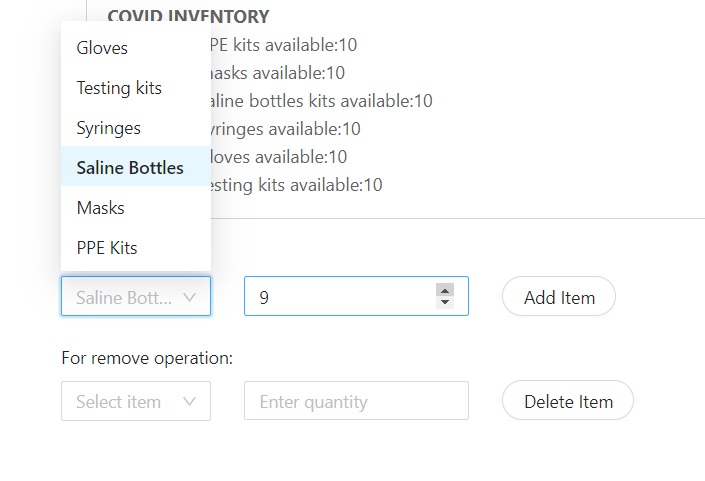 COVID INVENTORY
PE kits available:10
asks available:10
aline bottles kits available:10
yringes available:10
loves available:10
esting kits available:10
Gloves
Testing kits
Syringes
Saline Bottles
Masks
PPE Kits
Saline Bott...
9
Add Item
For remove operation:
Select item
Enter quantity
Delete Item